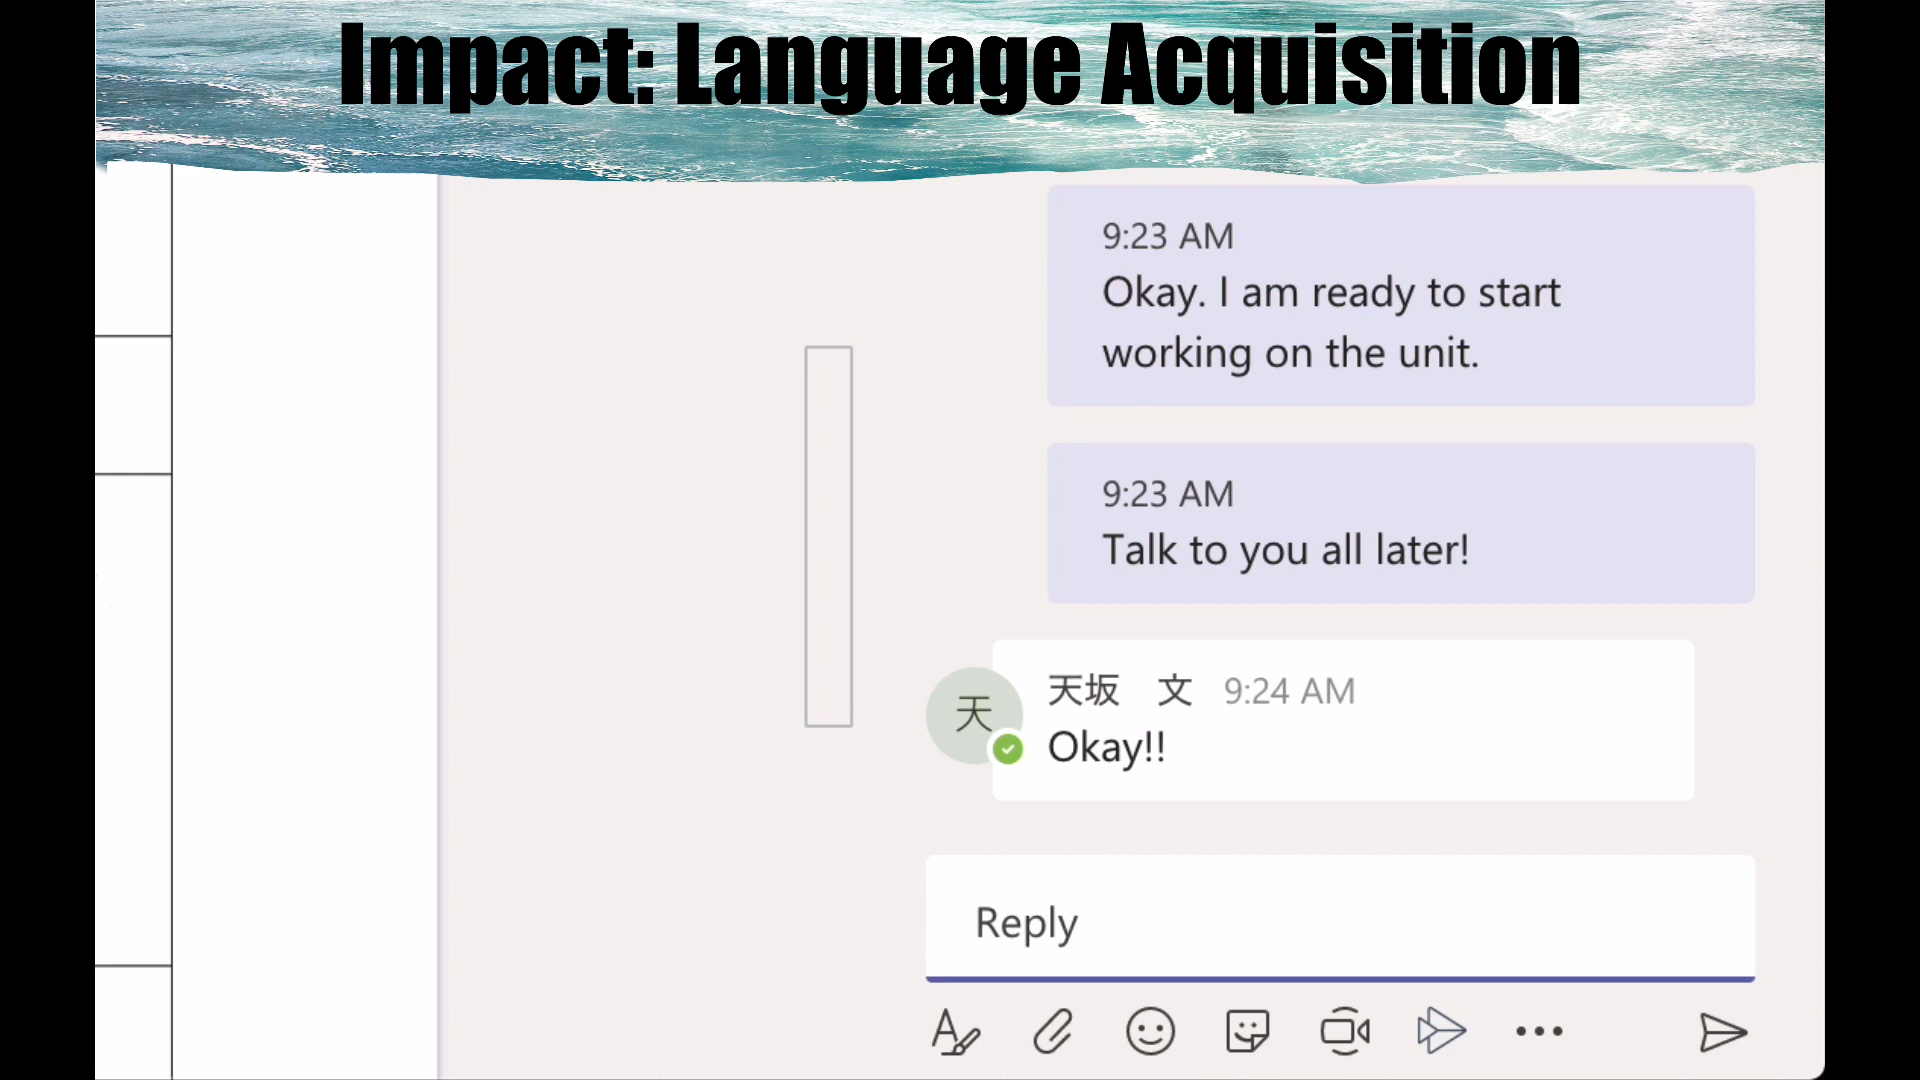 Impact: Language Acquisition
9:23 AM
Okay. I am ready to start
working on the unit.
9:23 AM
Talk to you all later!
天
天坂　文 9:24 AM
Okay!!
Reply